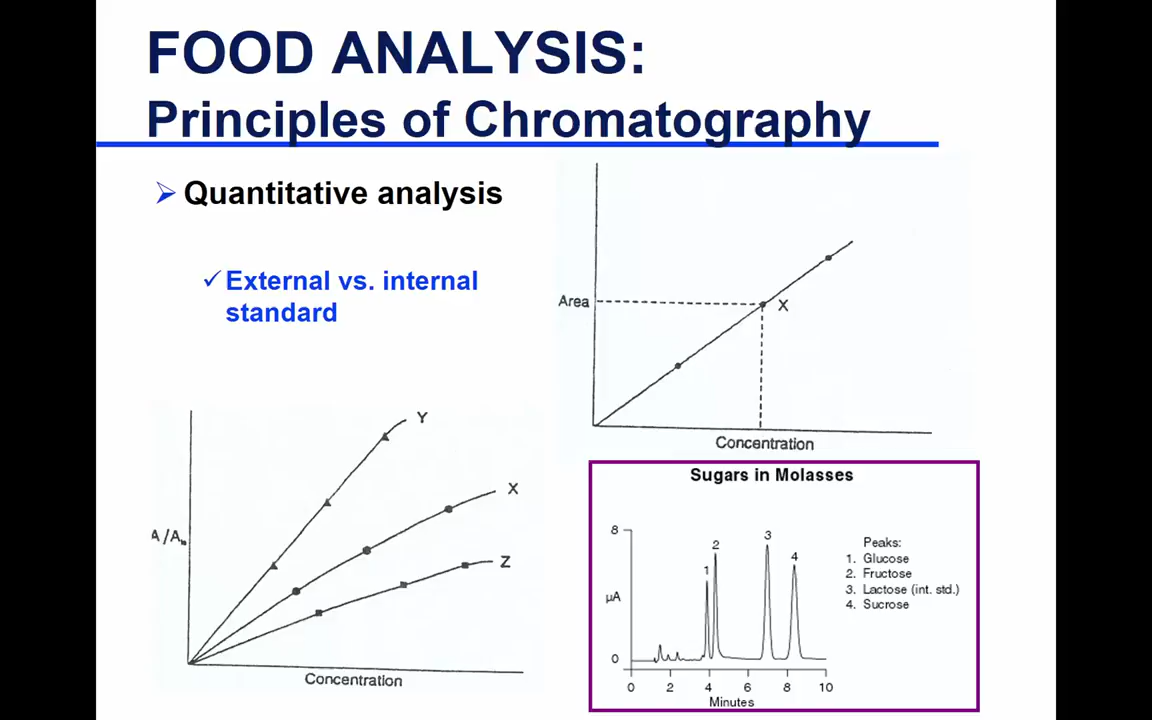 FOOD ANALYSIS:
Principles of Chromatography
Quantitative analysis
External vs. internal
standard
Area
X
Concentration
Y
X
Z
Concentration
Sugars in Molasses
8
µA
0
1
2
3
4
0 2 4 6 8 10
Minutes
Peaks:
1. Glucose
2. Fructose
3. Lactose (int. std.)
4. Sucrose